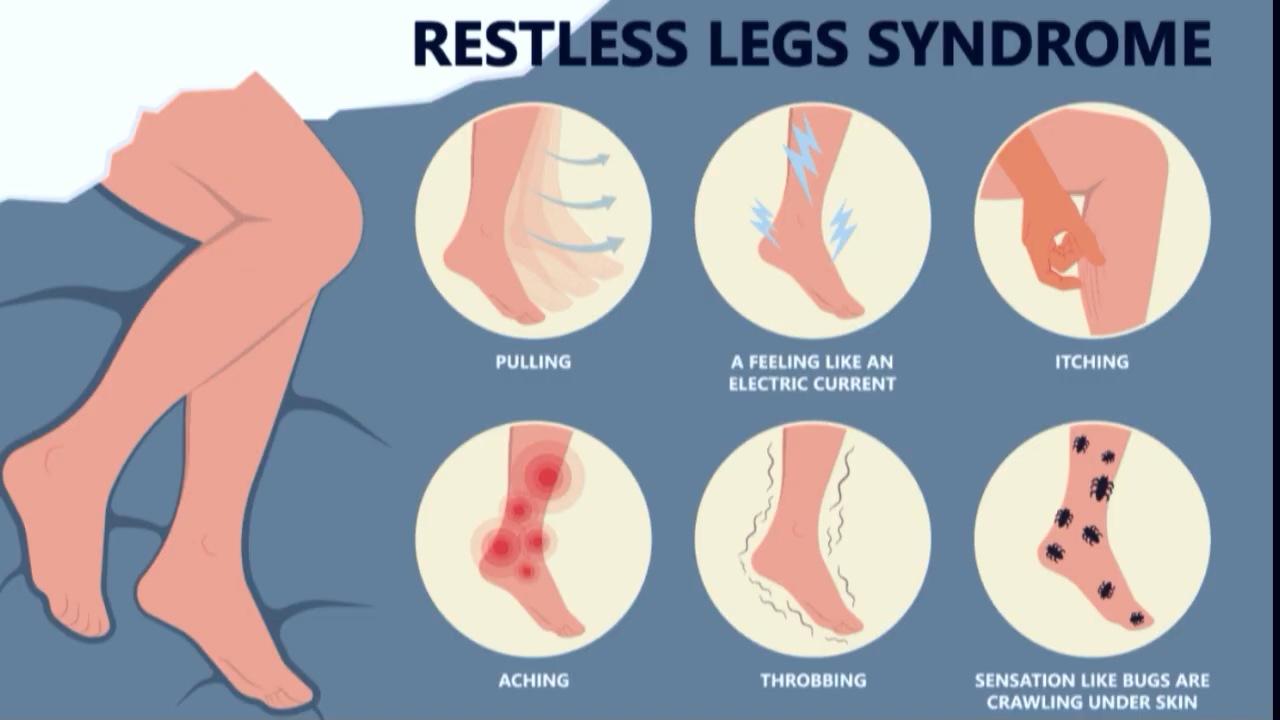 RESTLESS LEGS SYNDROME
PULLING
A FEELING LIKE AN
ELECTRIC CURRENT
ITCHING
ACHING
THROBBING
SENSATION LIKE BUGS ARE
CRAWLING UNDER SKIN